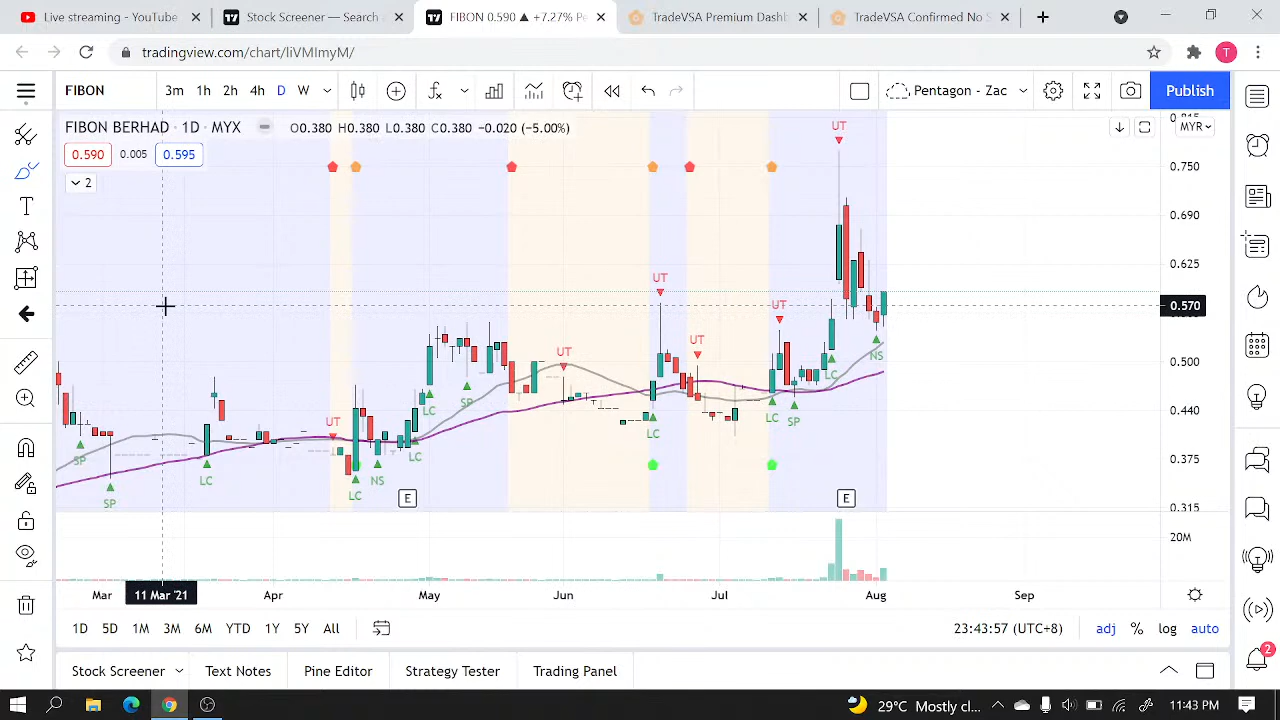 Live streaming - YouTube
Stock Screener — Search a
FIBON 0.590 ▲ +7.27% Pe
TradeVSA Premium Dashb
TradeVSA Confirmed No S
tradingview.com/chart/liVMImyM/
T
FIBON
3m 1h 2h 4h D W
Pentagon - Zac
Publish
FIBON BERHAD · 1D · MYX
O0.380 H0.380 L0.380 C0.380 -0.020 (-5.00%)
MYR
0.590 0.005 0.595
2
0.815
0.750
0.690
0.625
0.570
0.500
0.440
0.375
0.315
20M
UT
UT
UT
UT
UT
UT
LC
NS
LC
SP
LC
LC
SP
LC
SP
SP
LC
LC
NS
E
E
Mar 11 Mar '21 Apr May Jun Jul Aug Sep
1D 5D 1M 3M 6M YTD 1Y 5Y All
23:43:57 (UTC+8) adj % log auto
2
Stock Screener Text Notes Pine Editor Strategy Tester Trading Panel
29°C Mostly cl... 11:43 PM